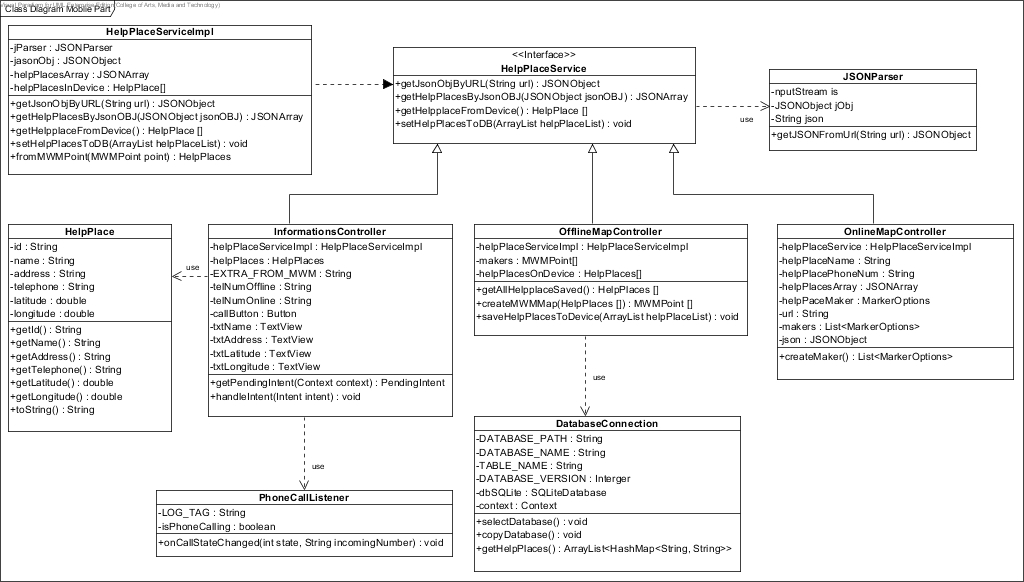 Visual Paradigm for UML Enterprise Edition(College of Arts, Media and Technology)
Class Diagram Mobile Part
HelpPlaceServiceImpl
-jParser : JSONParser
-jasonObj : JSONObject
-helpPlacesArray : JSONArray
-helpPlacesInDevice : HelpPlace[]
+getJsonObjByURL(String url) : JSONObject
+getHelpPlacesByJsonOBJ(JSONObject jsonOBJ) : JSONArray
+getHelpplaceFromDevice() : HelpPlace []
+setHelpPlacesToDB(ArrayList helpPlaceList) : void
+fromMWMPoint(MWMPoint point) : HelpPlaces
<<Interface>>
HelpPlaceService
+getJsonObjByURL(String url) : JSONObject
+getHelpPlacesByJsonOBJ(JSONObject jsonOBJ) : JSONArray
+getHelpplaceFromDevice() : HelpPlace []
+setHelpPlacesToDB(ArrayList helpPlaceList) : void
use
JSONParser
-nputStream is
-JSONObject jObj
-String json
+getJSONFromUrl(String url) : JSONObject
HelpPlace
-id : String
-name : String
-address : String
-telephone : String
-latitude : double
-longitude : double
+getId() : String
+getName() : String
+getAddress() : String
+getTelephone() : String
+getLatitude() : double
+getLongitude() : double
+toString() : String
use
InformationsController
-helpPlaceServiceImpl : HelpPlaceServiceImpl
-helpPlaces : HelpPlaces
-EXTRA_FROM_MWM : String
-telNumOffline : String
-telNumOnline : String
-callButton : Button
-txtName : TextView
-txtAddress : TextView
-txtLatitude : TextView
-txtLongitude : TextView
+getPendingIntent(Context context) : PendingIntent
+handleIntent(Intent intent) : void
OfflineMapController
-helpPlaceServiceImpl : HelpPlaceServiceImpl
-makers : MWMPoint[]
-helpPlacesOnDevice : HelpPlaces[]
+getAllHelpplaceSaved() : HelpPlaces []
+createMWMMap(HelpPlaces []) : MWMPoint []
+saveHelpPlacesToDevice(ArrayList helpPlaceList) : void
OnlineMapController
-helpPlaceService : HelpPlaceServiceImpl
-helpPlaceName : String
-helpPlacePhoneNum : String
-helpPlacesArray : JSONArray
-helpPaceMaker : MarkerOptions
-url : String
-makers : List<MarkerOptions>
-json : JSONObject
+createMaker() : List<MarkerOptions>
use
use
PhoneCallListener
-LOG_TAG : String
-isPhoneCalling : boolean
+onCallStateChanged(int state, String incomingNumber) : void
DatabaseConnection
-DATABASE_PATH : String
-DATABASE_NAME : String
-TABLE_NAME : String
-DATABASE_VERSION : Interger
-dbSQLite : SQLiteDatabase
-context : Context
+selectDatabase() : void
+copyDatabase() : void
+getHelpPlaces() : ArrayList<HashMap<String, String>>